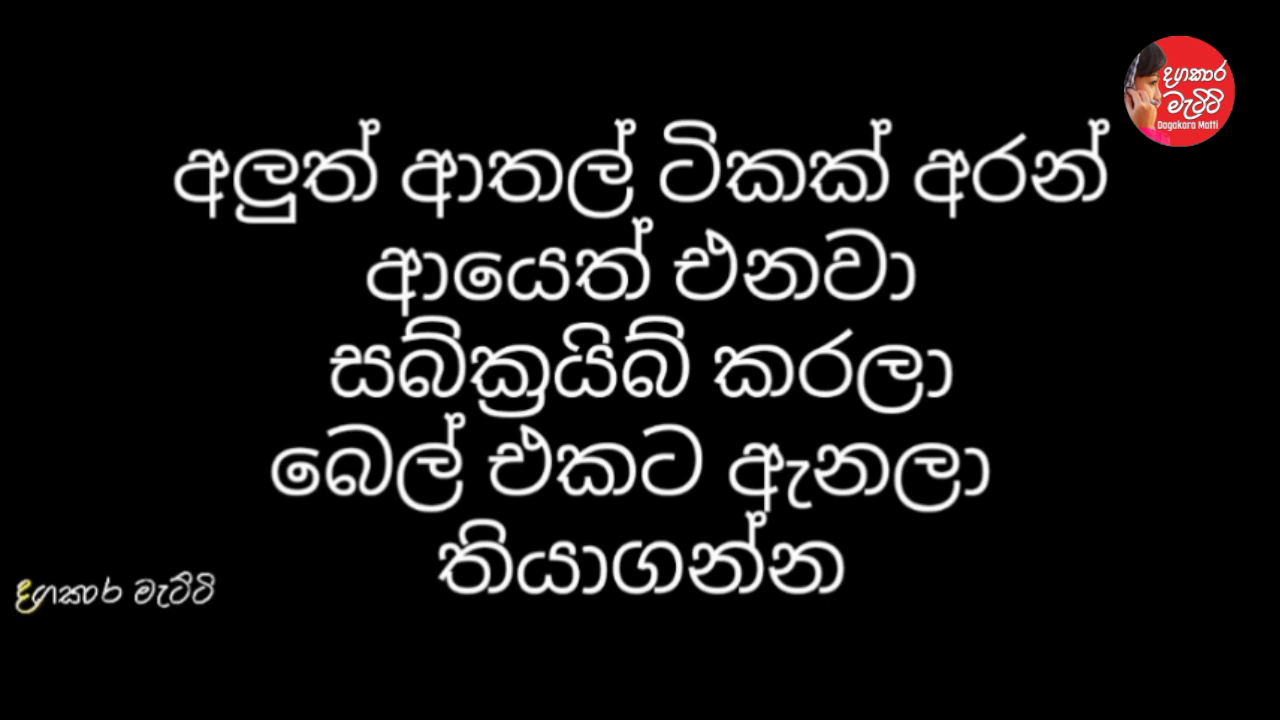 දඟකාර
මැට්ටි
Dagakara Matti
අලුත් ආතල් ටිකක් අරන්
ආයෙත් එනවා
සබ්ක්‍රයිබ් කරලා
බෙල් එකට ඇනලා
තියාගන්න
දඟකාර මැට්ටි